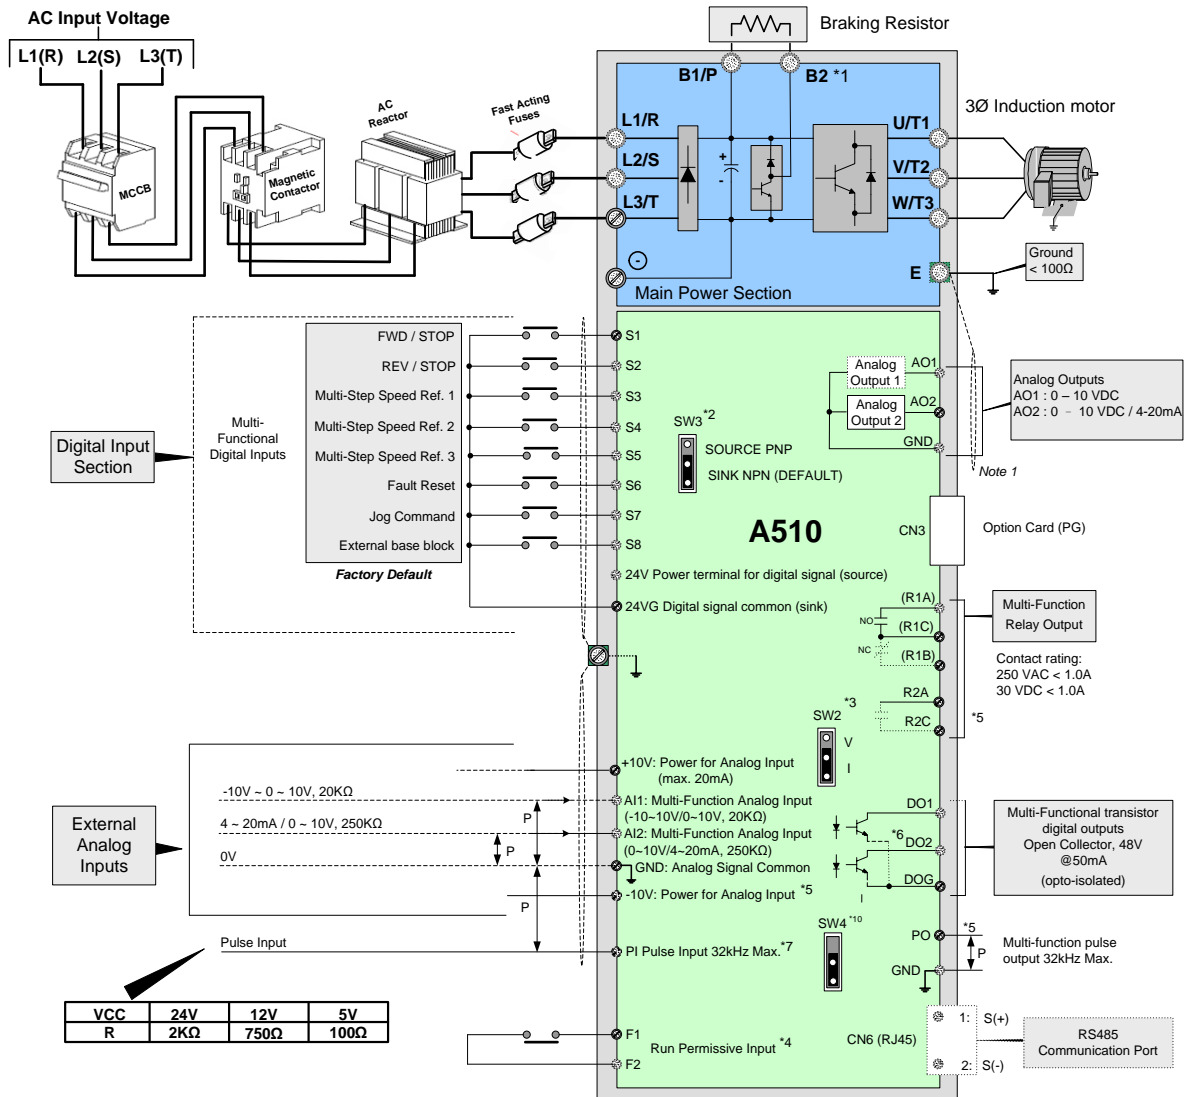 AC Input Voltage
L1(R) L2(S) L3(T)
MCCB
Magnetic
Contactor
AC
Reactor
Fast Acting
Fuses
Braking Resistor
B1/P
B2 *1
L1/R
L2/S
L3/T
+
-
U/T1
V/T2
W/T3
3Ø Induction motor
E
Ground
< 100Ω
-
Main Power Section
Digital Input
Section
Multi-
Functional
Digital Inputs
FWD / STOP
REV / STOP
Multi-Step Speed Ref. 1
Multi-Step Speed Ref. 2
Multi-Step Speed Ref. 3
Fault Reset
Jog Command
External base block
Factory Default
S1
S2
S3
S4
S5
S6
S7
S8
24V Power terminal for digital signal (source)
24VG Digital signal common (sink)
SW3 *2
SOURCE PNP
SINK NPN (DEFAULT)
A510
Analog
Output 1
AO1
Analog
Output 2
AO2
GND
Analog Outputs
AO1 : 0 – 10 VDC
AO2 : 0 – 10 VDC / 4-20mA
Note 1
CN3
Option Card (PG)
(R1A)
NO
(R1C)
NC
(R1B)
R2A
R2C
*5
Multi-Function
Relay Output
Contact rating:
250 VAC < 1.0A
30 VDC < 1.0A
SW2 *3
V
I
External
Analog
Inputs
-10V ~ 0 ~ 10V, 20KΩ
4 ~ 20mA / 0 ~ 10V, 250KΩ
0V
P
P
P
+10V: Power for Analog Input
(max. 20mA)
AI1: Multi-Function Analog Input
(-10~10V/0~10V, 20KΩ)
AI2: Multi-Function Analog Input
(0~10V/4~20mA, 250KΩ)
GND: Analog Signal Common
-10V: Power for Analog Input *5
DO1
*6
DO2
DOG
I
Multi-Functional transistor
digital outputs
Open Collector, 48V
@50mA
(opto-isolated)
Pulse Input
PI Pulse Input 32kHz Max. *7
SW4 *10
PO
*5
P
GND
Multi-function pulse
output 32kHz Max.
VCC 24V 12V 5V
R 2KΩ 750Ω 100Ω
F1
F2
Run Permissive Input *4
CN6 (RJ45)
1: S(+)
2: S(-)
RS485
Communication Port